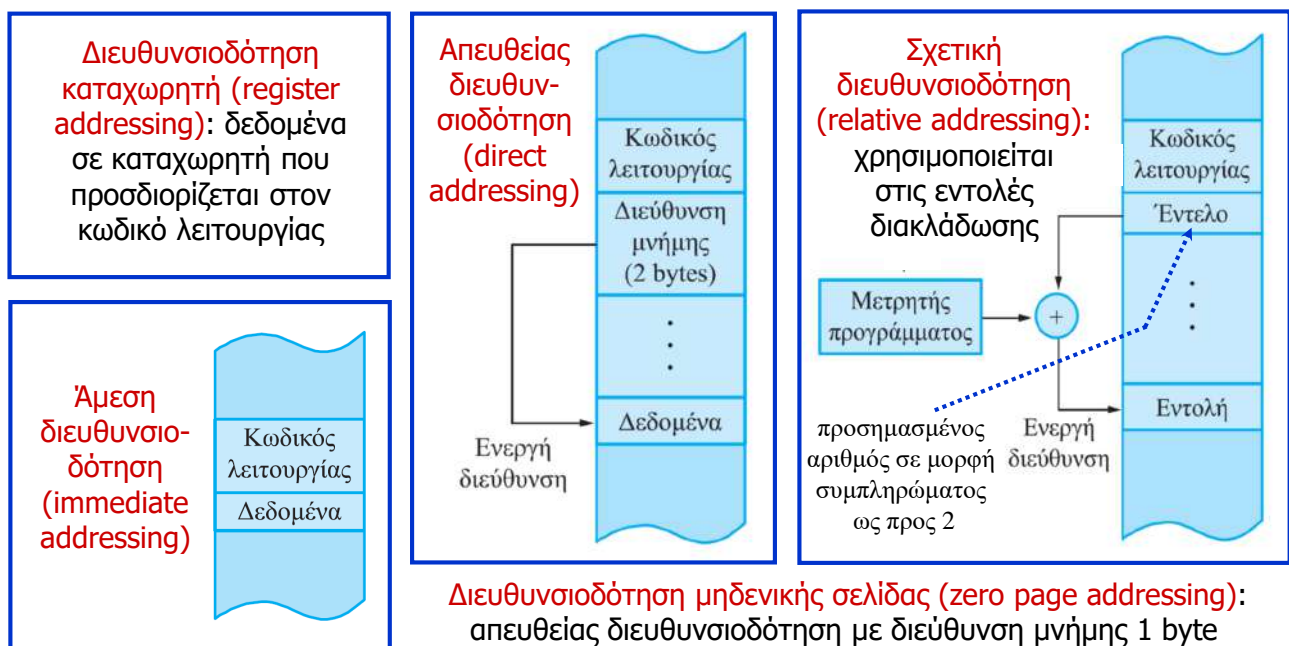 Διευθυνσιοδότηση
καταχωρητή (register
addressing): δεδομένα
σε καταχωρητή που
προσδιορίζεται στον
κωδικό λειτουργίας
Άμεση
διευθυνσιο-
δότηση
(immediate
addressing)
Κωδικός
λειτουργίας
Δεδομένα
Απευθείας
διευθυν-
σιοδότηση
(direct
addressing)
Κωδικός
λειτουργίας
Διεύθυνση
μνήμης
(2 bytes)
Δεδομένα
Ενεργή
διεύθυνση
Σχετική
διευθυνσιοδότηση
(relative addressing):
χρησιμοποιείται
στις εντολές
διακλάδωσης
Κωδικός
λειτουργίας
Έντελο
Μετρητής
προγράμματος
+
Εντολή
Ενεργή
διεύθυνση
προσημασμένος
αριθμός σε μορφή
συμπληρώματος
ως προς 2
Διευθυνσιοδότηση μηδενικής σελίδας (zero page addressing):
απευθείας διευθυνσιοδότηση με διεύθυνση μνήμης 1 byte